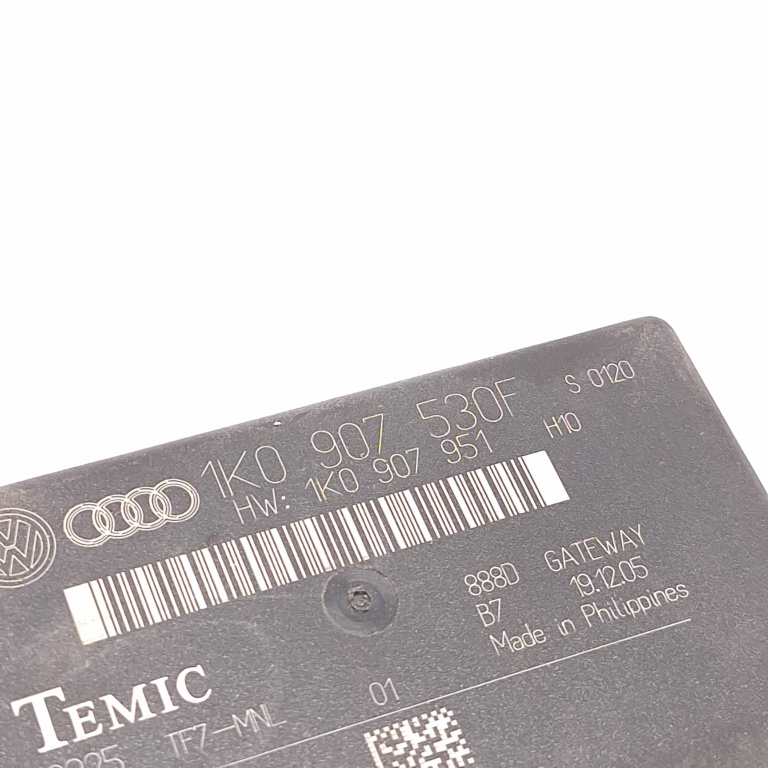 1K0 907 530F S 0120
HW: 1K0 907 951 H10
888D GATEWAY
B7 19.12.05
Made in Philippines
TEMIC 01
TF7-MNL